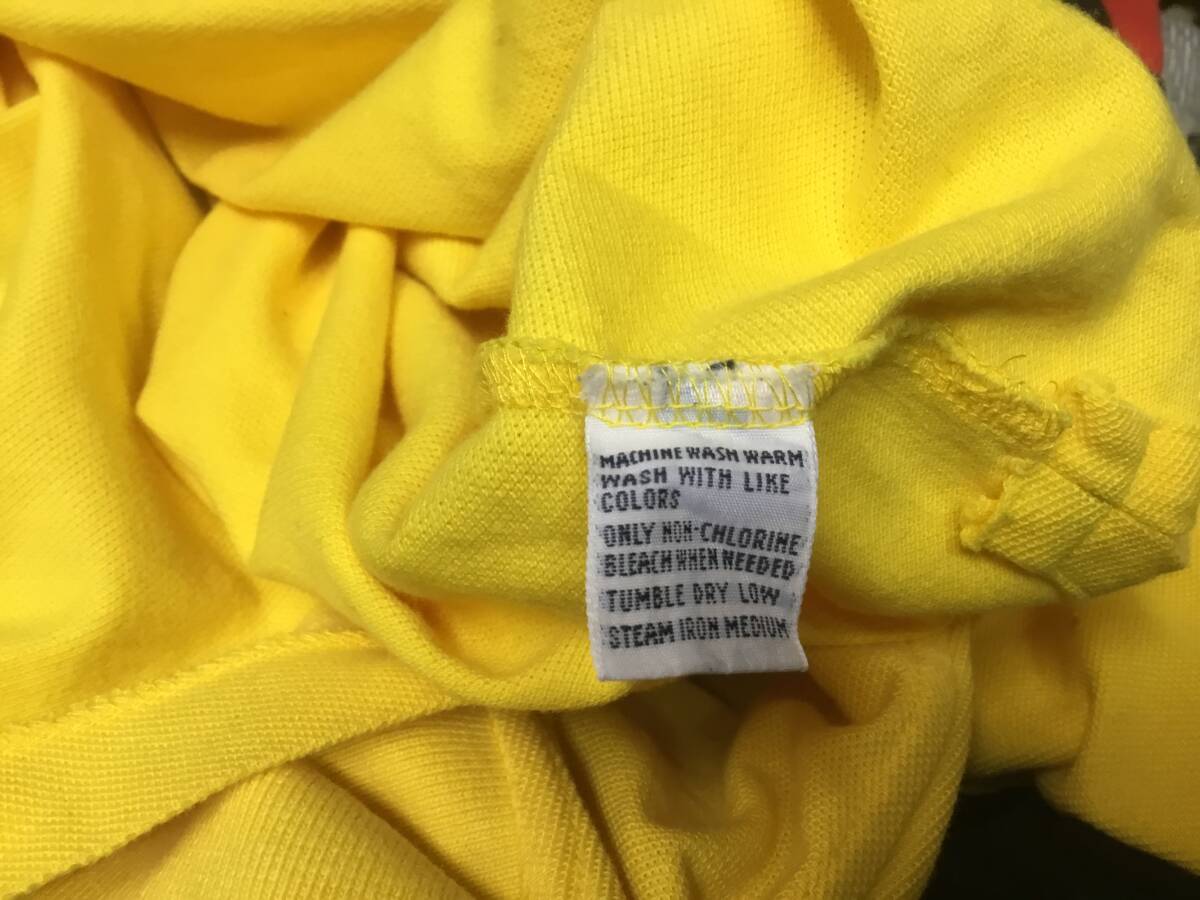 MACHINE WASH WARM
WASH WITH LIKE
COLORS
ONLY NON-CHLORINE
BLEACH WHEN NEEDED
TUMBLE DRY LOW
STEAM IRON MEDIUM